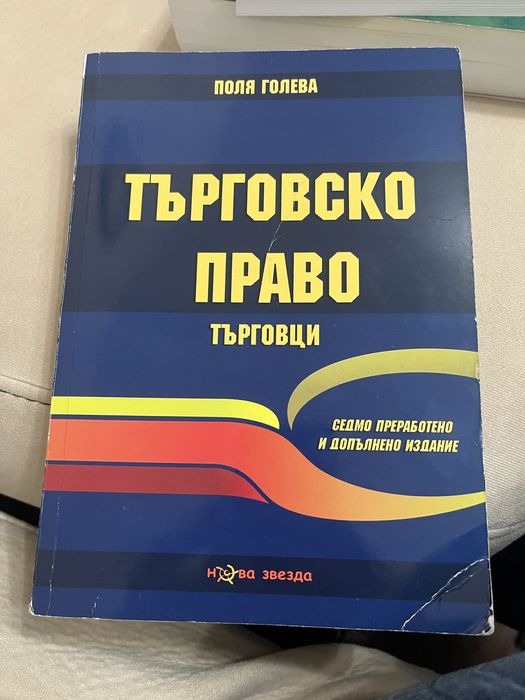 ПОЛЯ ГОЛЕВА
ТЪРГОВСКО
ПРАВО
ТЪРГОВЦИ
СЕДМО ПРЕРАБОТЕНО
И ДОПЪЛНЕНО ИЗДАНИЕ
нова звезда